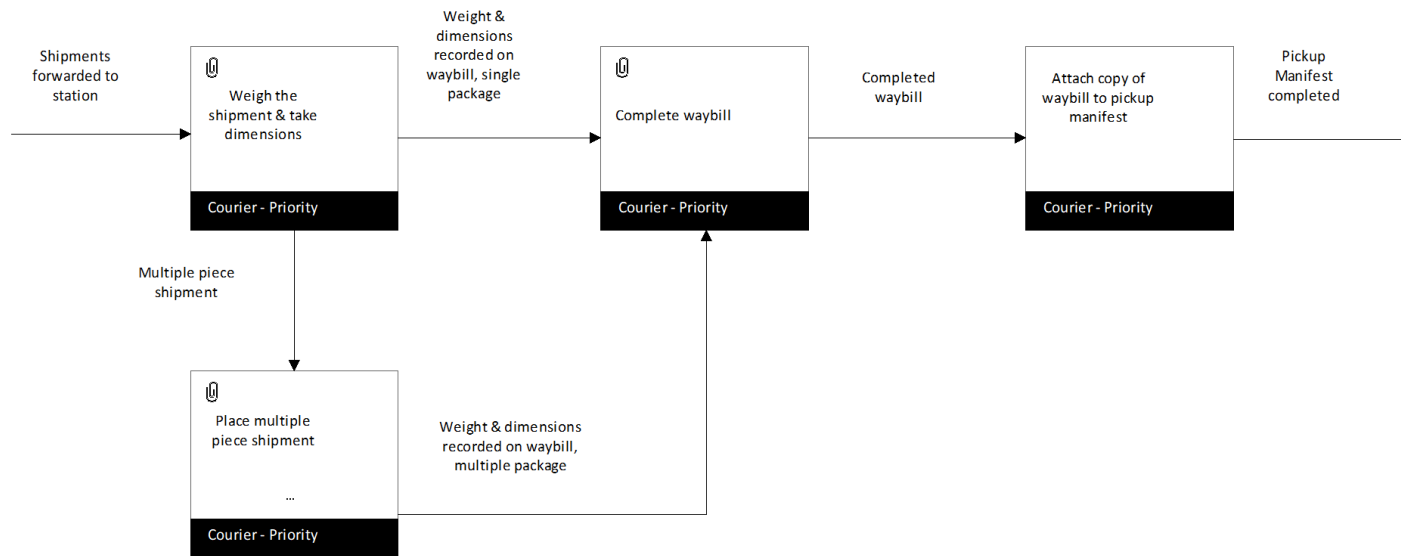 Shipments
forwarded to
station
Weigh the
shipment & take
dimensions
Courier - Priority
Weight &
dimensions
recorded on
waybill, single
package
Complete waybill
Courier - Priority
Completed
waybill
Attach copy of
waybill to pickup
manifest
Courier - Priority
Pickup
Manifest
completed
Multiple piece
shipment
Place multiple
piece shipment
...
Courier - Priority
Weight & dimensions
recorded on waybill,
multiple package